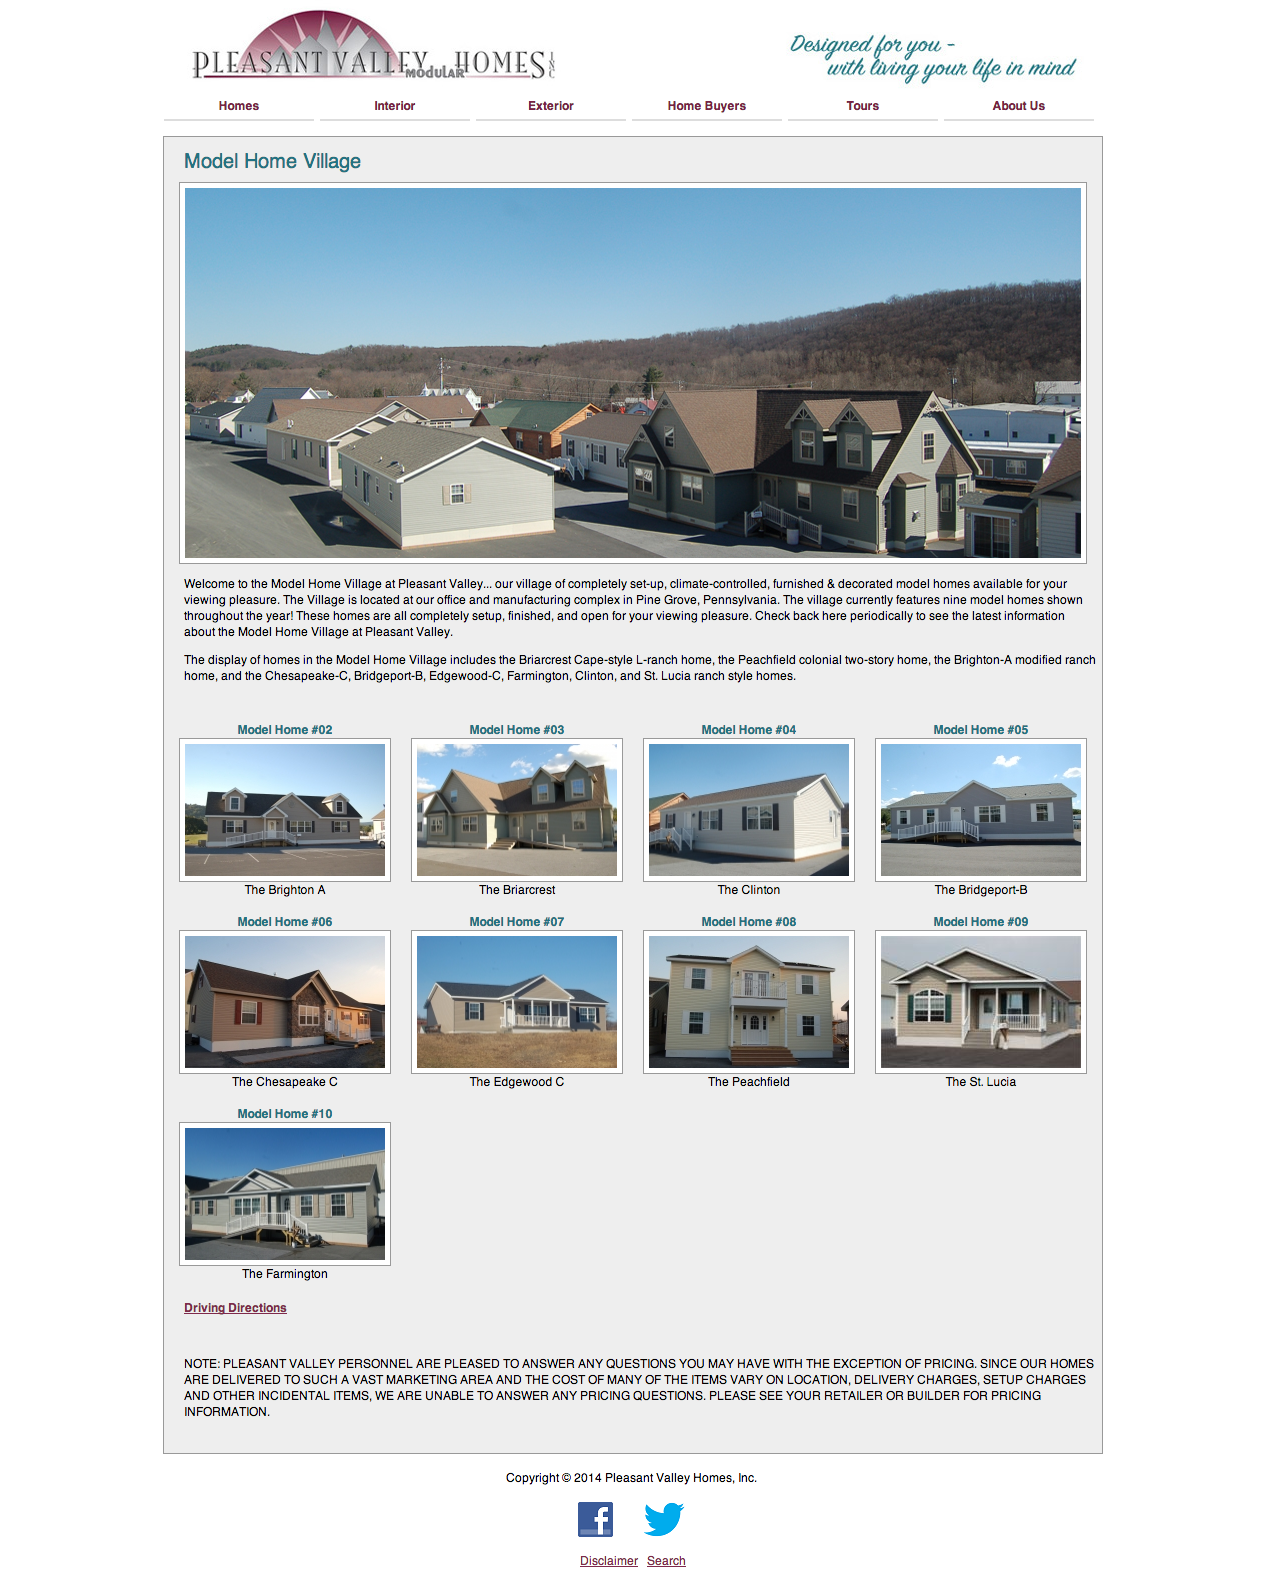 PLEASANT VALLEY MODULAR HOMES INC
Designed for you -
with living your life in mind
Homes Interior Exterior Home Buyers Tours About Us
Model Home Village
Welcome to the Model Home Village at Pleasant Valley... our village of completely set-up, climate-controlled, furnished & decorated model homes available for your
viewing pleasure. The Village is located at our office and manufacturing complex in Pine Grove, Pennsylvania. The village currently features nine model homes shown
throughout the year! These homes are all completely setup, finished, and open for your viewing pleasure. Check back here periodically to see the latest information
about the Model Home Village at Pleasant Valley.
The display of homes in the Model Home Village includes the Briarcrest Cape-style L-ranch home, the Peachfield colonial two-story home, the Brighton-A modified ranch
home, and the Chesapeake-C, Bridgeport-B, Edgewood-C, Farmington, Clinton, and St. Lucia ranch style homes.
Model Home #02 Model Home #03 Model Home #04 Model Home #05
The Brighton A The Briarcrest The Clinton The Bridgeport-B
Model Home #06 Model Home #07 Model Home #08 Model Home #09
The Chesapeake C The Edgewood C The Peachfield The St. Lucia
Model Home #10
The Farmington
Driving Directions
NOTE: PLEASANT VALLEY PERSONNEL ARE PLEASED TO ANSWER ANY QUESTIONS YOU MAY HAVE WITH THE EXCEPTION OF PRICING. SINCE OUR HOMES
ARE DELIVERED TO SUCH A VAST MARKETING AREA AND THE COST OF MANY OF THE ITEMS VARY ON LOCATION, DELIVERY CHARGES, SETUP CHARGES
AND OTHER INCIDENTAL ITEMS, WE ARE UNABLE TO ANSWER ANY PRICING QUESTIONS. PLEASE SEE YOUR RETAILER OR BUILDER FOR PRICING
INFORMATION.
Copyright © 2014 Pleasant Valley Homes, Inc.
f
Disclaimer Search